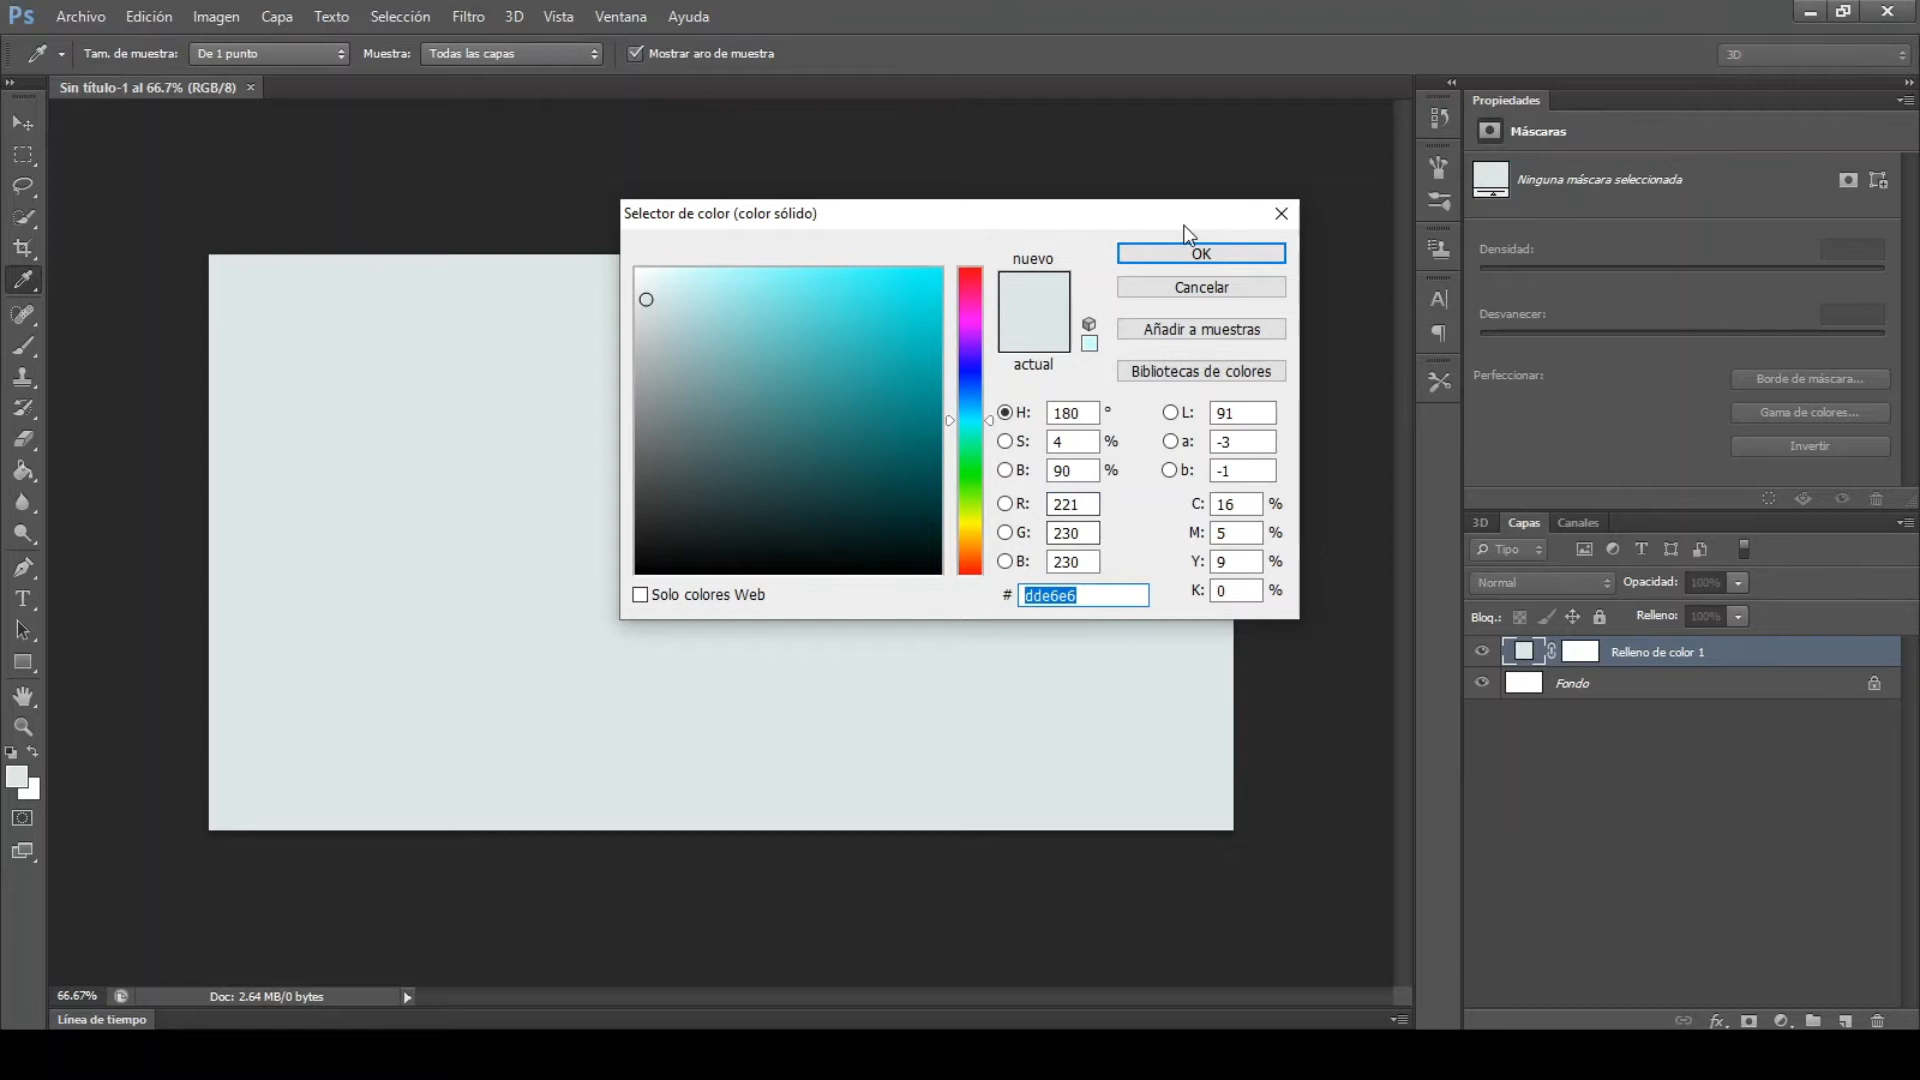 Ps Archivo Edición Imagen Capa Texto Selección Filtro 3D Vista Ventana Ayuda
Tam. de muestra: De 1 punto Muestra: Todas las capas Mostrar aro de muestra 3D
Sin título-1 al 66.7% (RGB/8) ×
Propiedades
Máscaras
Ninguna máscara seleccionada
Densidad:
Desvanecer:
Perfeccionar: Borde de máscara...
Gama de colores...
Invertir
Selector de color (color sólido)
nuevo
actual
OK
Cancelar
Añadir a muestras
Bibliotecas de colores
H: 180 ° L: 91
S: 4 % a: -3
B: 90 % b: -1
R: 221 C: 16 %
G: 230 M: 5 %
B: 230 Y: 9 %
# dde6e6 K: 0 %
Solo colores Web
3D Capas Canales
Tipo
Normal Opacidad: 100%
Bloq.: Relleno: 100%
Relleno de color 1
Fondo
fx
66.67% Doc: 2.64 MB/0 bytes
Línea de tiempo